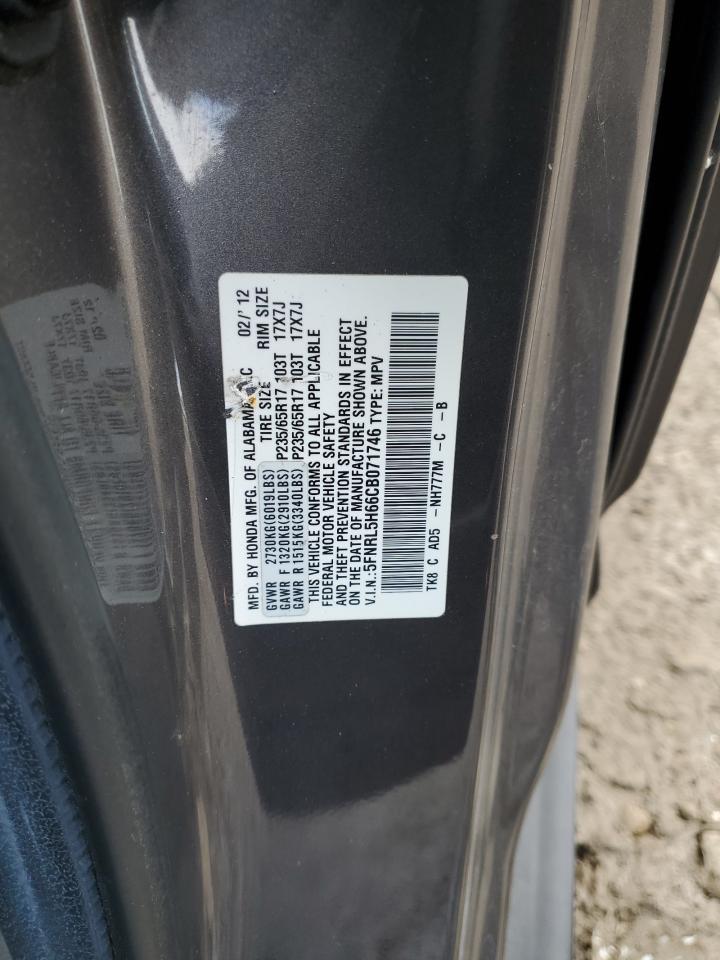 MFD. BY HONDA MFG. OF ALABAMA 02/' 12
TIRE SIZE RIM SIZE
GVWR 2730KG(6019LBS)
GAWR F 1320KG(2910LBS) P235/65R17 103T 17X7J
GAWR R 1515KG(3340LBS) P235/65R17 103T 17X7J
THIS VEHICLE CONFORMS TO ALL APPLICABLE
FEDERAL MOTOR VEHICLE SAFETY
AND THEFT PREVENTION STANDARDS IN EFFECT
ON THE DATE OF MANUFACTURE SHOWN ABOVE.
V.I.N.: 5FNRL5H66CB071746 TYPE: MPV
TK8 C AD5 -NH777M -C -B